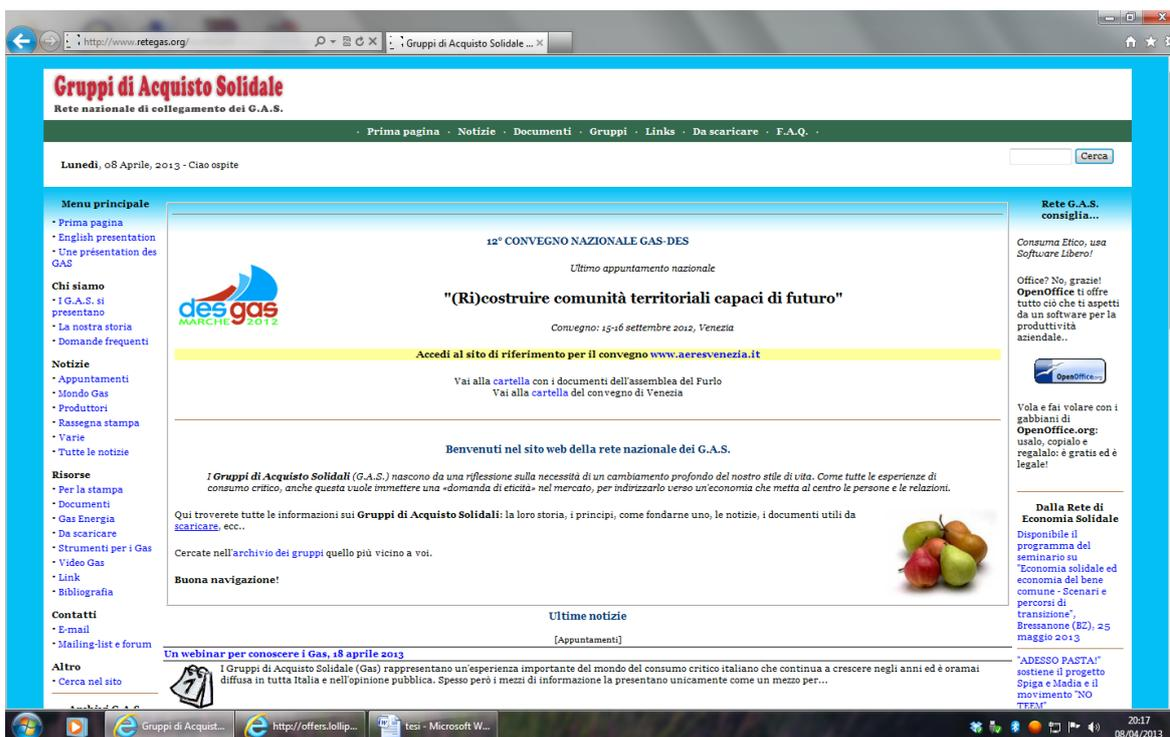 http://www.retegas.org/
Gruppi di Acquisto Solidale ...
Gruppi di Acquisto Solidale
Rete nazionale di collegamento dei G.A.S.
· Prima pagina · Notizie · Documenti · Gruppi · Links · Da scaricare · F.A.Q. ·
Lunedì, 08 Aprile, 2013 - Ciao ospite
Cerca
Menu principale
· Prima pagina
· English presentation
· Une présentation des
GAS
Chi siamo
· I G.A.S. si
presentano
· La nostra storia
· Domande frequenti
Notizie
· Appuntamenti
· Mondo Gas
· Produttori
· Rassegna stampa
· Varie
· Tutte le notizie
Risorse
· Per la stampa
· Documenti
· Gas Energia
· Da scaricare
· Strumenti per i Gas
· Video Gas
· Link
· Bibliografia
Contatti
· E-mail
· Mailing-list e forum
Altro
· Cerca nel sito
12° CONVEGNO NAZIONALE GAS-DES
Ultimo appuntamento nazionale
desgas
MARCHE 2012
"(Ri)costruire comunità territoriali capaci di futuro"
Convegno: 15-16 settembre 2012, Venezia
Accedi al sito di riferimento per il convegno www.aeresvenezia.it
Vai alla cartella con i documenti dell'assemblea del Furlo
Vai alla cartella del convegno di Venezia
Benvenuti nel sito web della rete nazionale dei G.A.S.
I Gruppi di Acquisto Solidali (G.A.S.) nascono da una riflessione sulla necessità di un cambiamento profondo del nostro stile di vita. Come tutte le esperienze di
consumo critico, anche questa vuole immettere una «domanda di eticità» nel mercato, per indirizzarlo verso un'economia che metta al centro le persone e le relazioni.
Qui troverete tutte le informazioni sui Gruppi di Acquisto Solidali: la loro storia, i principi, come fondarne uno, le notizie, i documenti utili da
scaricare, ecc..
Cercate nell'archivio dei gruppi quello più vicino a voi.
Buona navigazione!
Ultime notizie
[Appuntamenti]
Un webinar per conoscere i Gas, 18 aprile 2013
I Gruppi di Acquisto Solidale (Gas) rappresentano un'esperienza importante del mondo del consumo critico italiano che continua a crescere negli anni ed è oramai
diffusa in tutta Italia e nell'opinione pubblica. Spesso però i mezzi di informazione la presentano unicamente come un mezzo per...
Rete G.A.S.
consiglia...
Consuma Etico, usa
Software Libero!
Office? No, grazie!
OpenOffice ti offre
tutto ciò che ti aspetti
da un software per la
produttività
aziendale..
OpenOffice.org
Vola e fai volare con i
gabbiani di
OpenOffice.org:
usalo, copialo e
regalalo: è gratis ed è
legale!
Dalla Rete di
Economia Solidale
Disponibile il
programma del
seminario su
"Economia solidale ed
economia del bene
comune - Scenari e
percorsi di
transizione",
Bressanone (BZ), 25
maggio 2013
"ADESSO PASTA!"
sostiene il progetto
Spiga e Madia e il
movimento "NO
Gruppi di Acquist...
http://offers.lollip...
tesi - Microsoft W...
20:17
08/04/2013